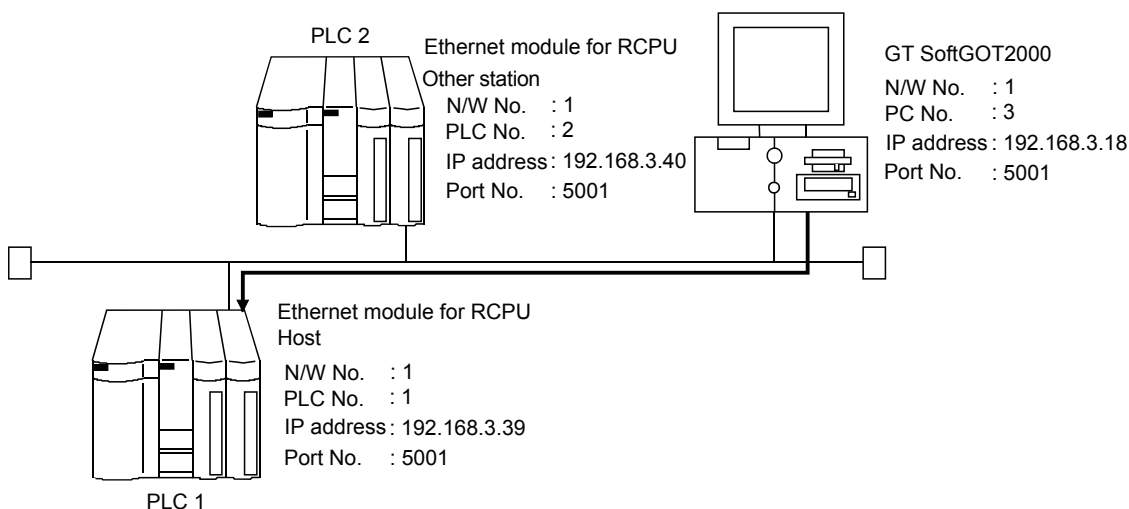 PLC 2
Ethernet module for RCPU
Other station
N/W No. : 1
PLC No. : 2
IP address : 192.168.3.40
Port No. : 5001
GT SoftGOT2000
N/W No. : 1
PC No. : 3
IP address : 192.168.3.18
Port No. : 5001
Ethernet module for RCPU
Host
N/W No. : 1
PLC No. : 1
IP address : 192.168.3.39
Port No. : 5001
PLC 1